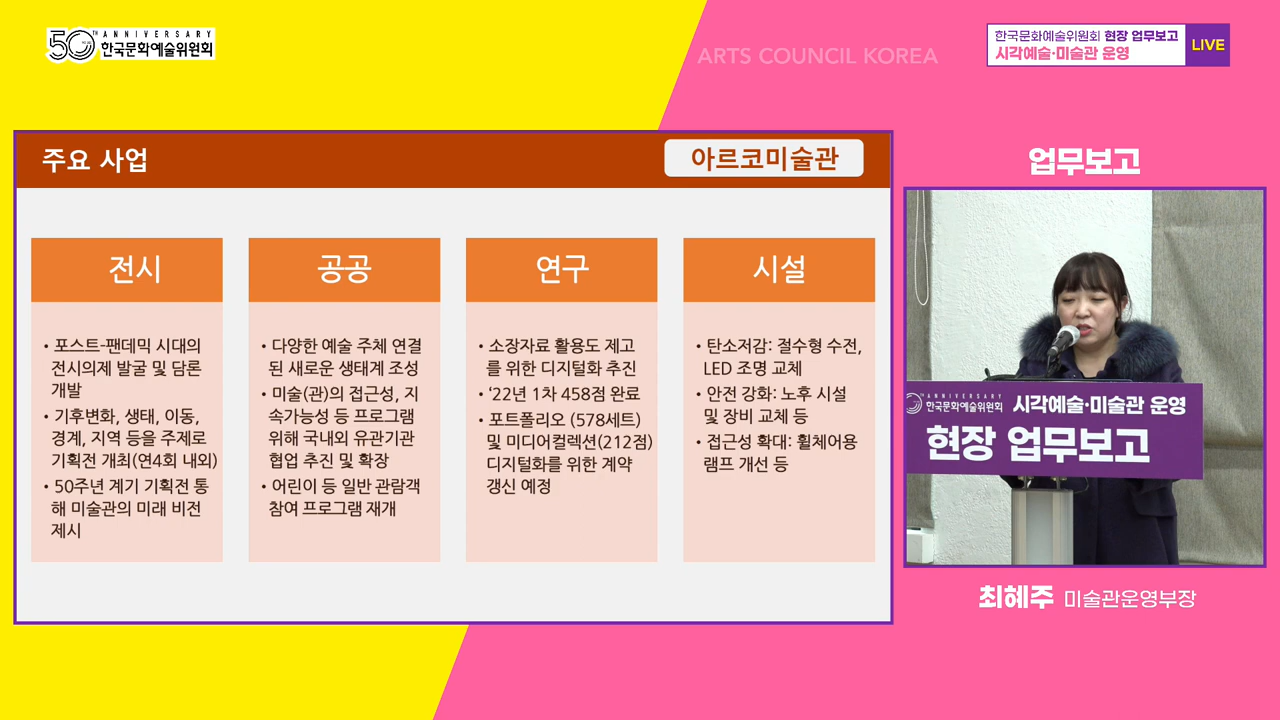 50TH ANNIVERSARY
한국문화예술위원회
ARTS COUNCIL KOREA
한국문화예술위원회 현장 업무보고
시각예술·미술관 운영
LIVE
주요 사업
아르코미술관
전시
• 포스트-팬데믹 시대의
전시의제 발굴 및 담론
개발
• 기후변화, 생태, 이동,
경계, 지역 등을 주제로
기획전 개최(연4회 내외)
• 50주년 계기 기획전 통
해 미술관의 미래 비전
제시
공공
• 다양한 예술 주체 연결
된 새로운 생태계 조성
• 미술(관)의 접근성, 지
속가능성 등 프로그램
위해 국내외 유관기관
협업 추진 및 확장
• 어린이 등 일반 관람객
참여 프로그램 재개
연구
• 소장자료 활용도 제고
를 위한 디지털화 추진
• ‘22년 1차 458점 완료
• 포트폴리오 (578세트)
및 미디어컬렉션(212점)
디지털화를 위한 계약
갱신 예정
시설
• 탄소저감: 절수형 수전,
LED 조명 교체
• 안전 강화: 노후 시설
및 장비 교체 등
• 접근성 확대: 휠체어용
램프 개선 등
업무보고
ANNIVERSARY
한국문화예술위원회
시각예술·미술관 운영
현장 업무보고
최혜주 미술관운영부장